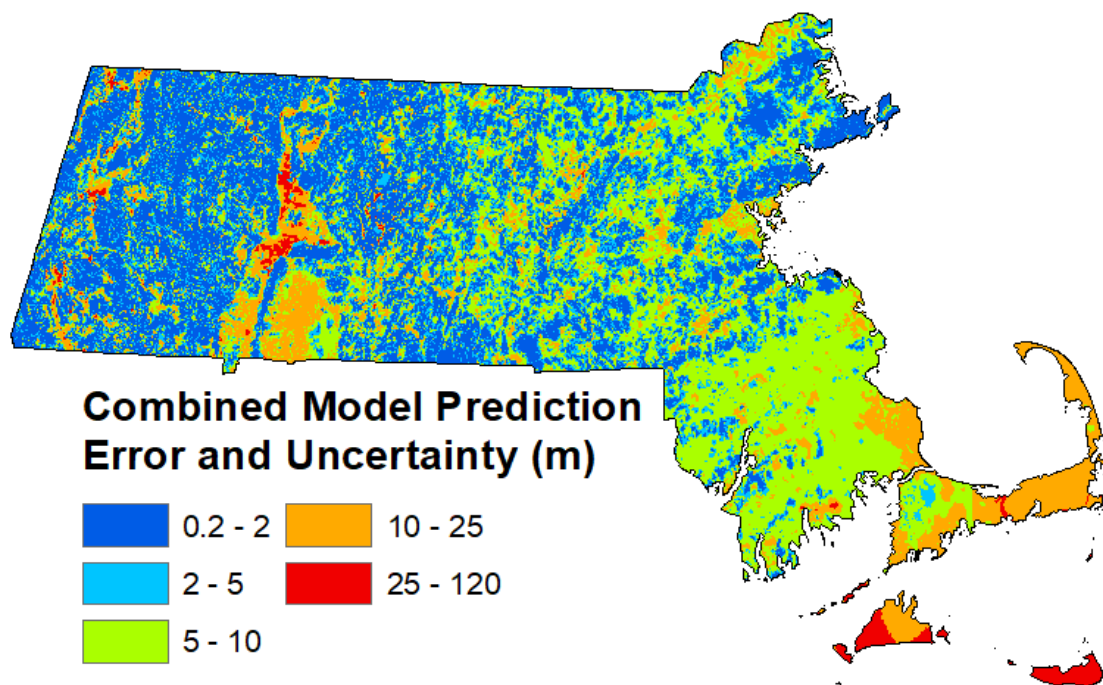 Combined Model Prediction
Error and Uncertainty (m)
0.2 - 2
10 - 25
2 - 5
25 - 120
5 - 10